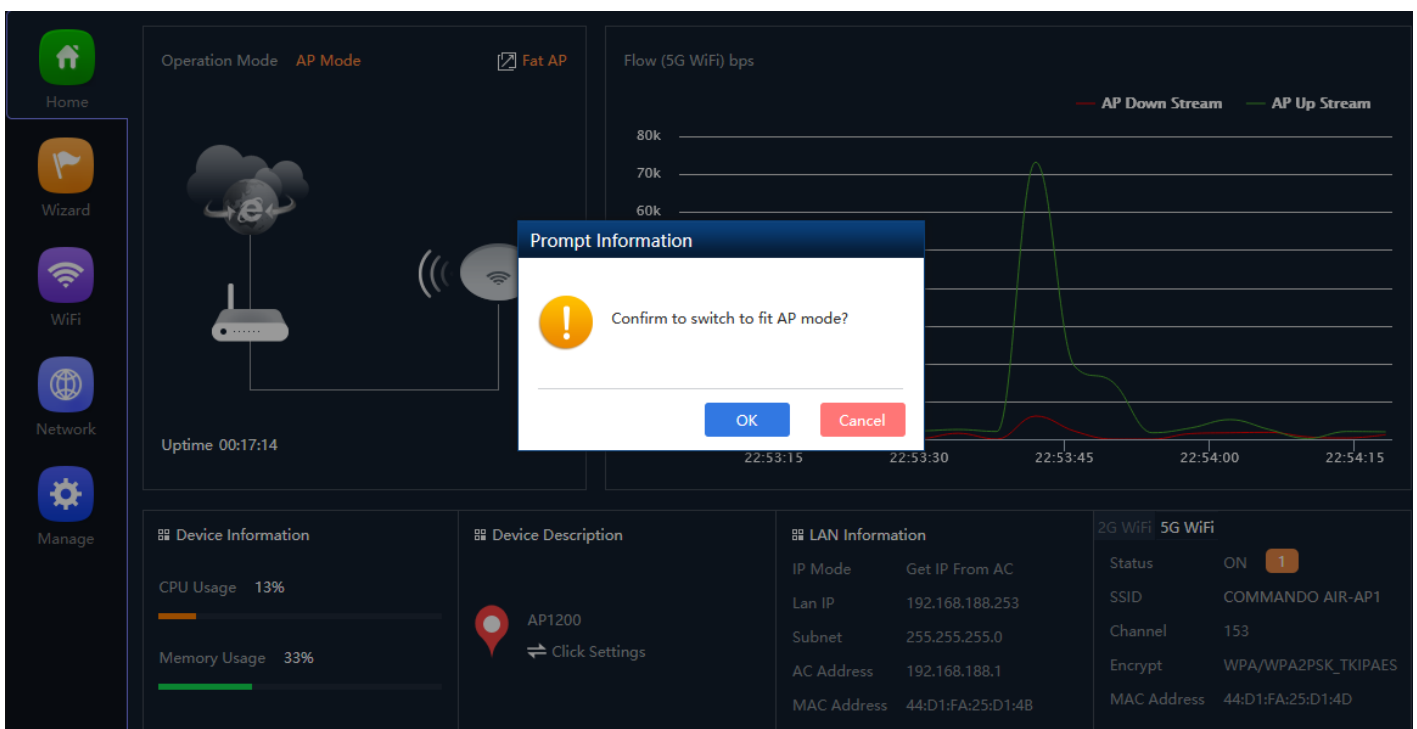 Home
Wizard
WiFi
Network
Manage
Operation Mode AP Mode Fat AP
Uptime 00:17:14
Flow (5G WiFi) bps
AP Down Stream AP Up Stream
80k
70k
60k
22:53:15 22:53:30 22:53:45 22:54:00 22:54:15
Prompt Information
Confirm to switch to fit AP mode?
OK Cancel
Device Information
CPU Usage 13%
Memory Usage 33%
Device Description
AP1200
Click Settings
LAN Information
IP Mode Get IP From AC
Lan IP 192.168.188.253
Subnet 255.255.255.0
AC Address 192.168.188.1
MAC Address 44:D1:FA:25:D1:4B
2G WiFi 5G WiFi
Status ON 1
SSID COMMANDO AIR-AP1
Channel 153
Encrypt WPA/WPA2PSK_TKIPAES
MAC Address 44:D1:FA:25:D1:4D